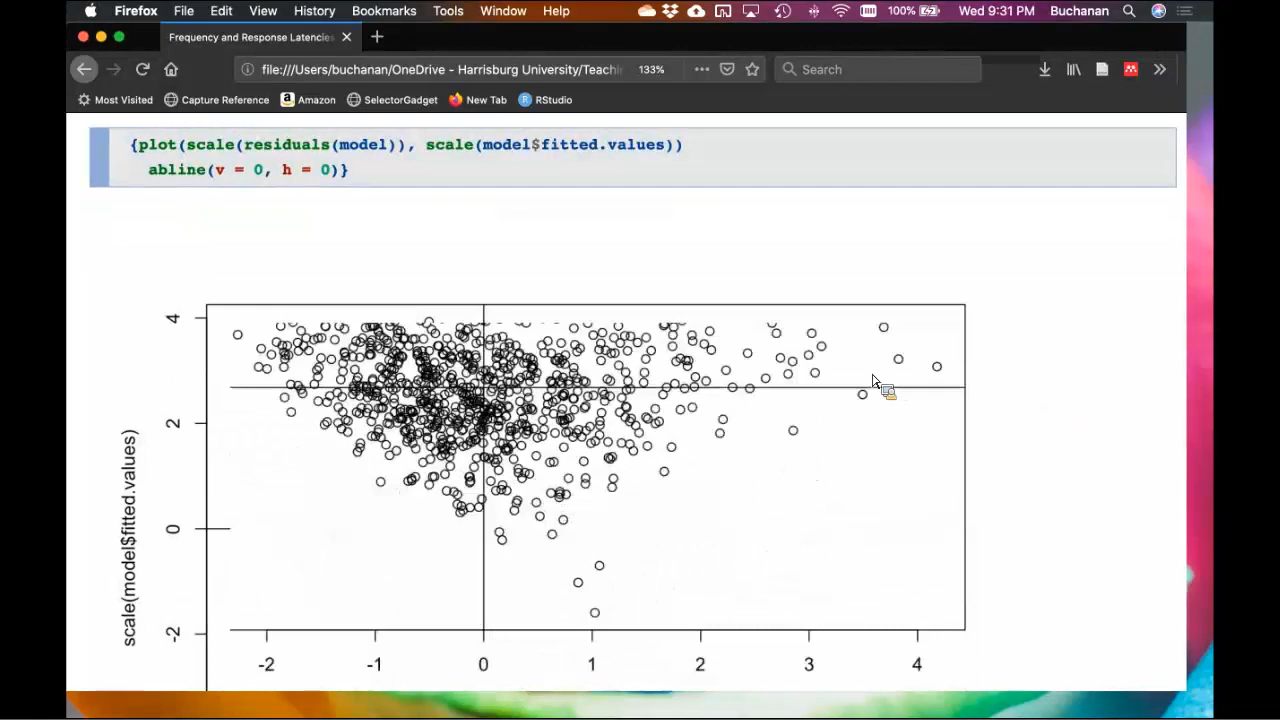 Firefox File Edit View History Bookmarks Tools Window Help 100% Wed 9:31 PM Buchanan
Frequency and Response Latencies
file:///Users/buchanan/OneDrive - Harrisburg University/Teachi 133% Search
Most Visited Capture Reference Amazon SelectorGadget New Tab RStudio
{plot(scale(residuals(model)), scale(model$fitted.values))
abline(v = 0, h = 0)}
4
2
0
-2
scale(model$fitted.values)
-2 -1 0 1 2 3 4